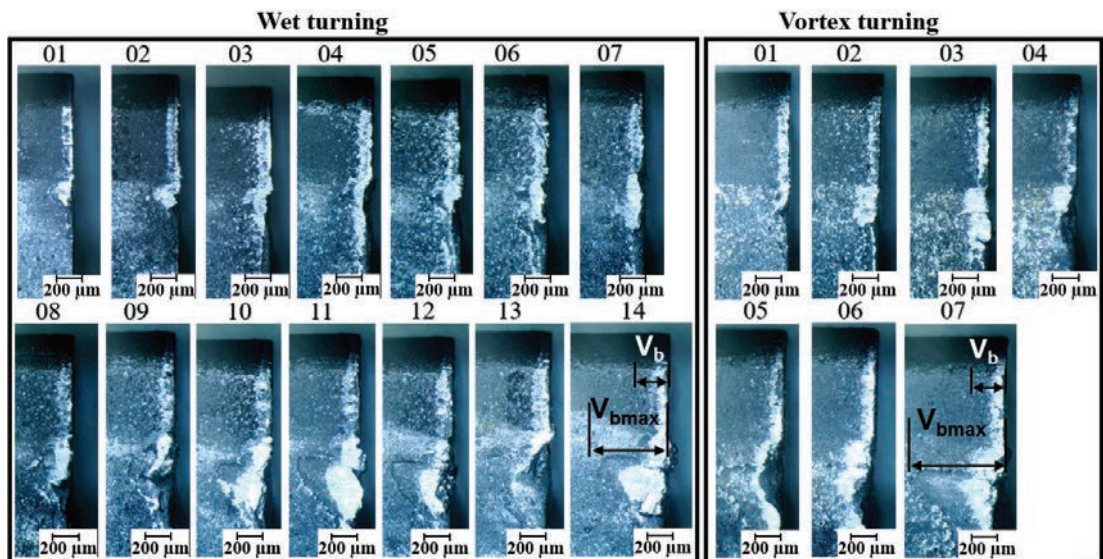 Wet turning
Vortex turning
01 02 03 04 05 06 07
01 02 03 04
200 µm 200 µm 200 µm 200 µm 200 µm 200 µm 200 µm
200 µm 200 µm 200 µm 200 µm
08 09 10 11 12 13 14
05 06 07
Vb
Vb
Vbmax
Vbmax
200 µm 200 µm 200 µm 200 µm 200 µm 200 µm 200 µm
200 µm 200 µm 200 µm